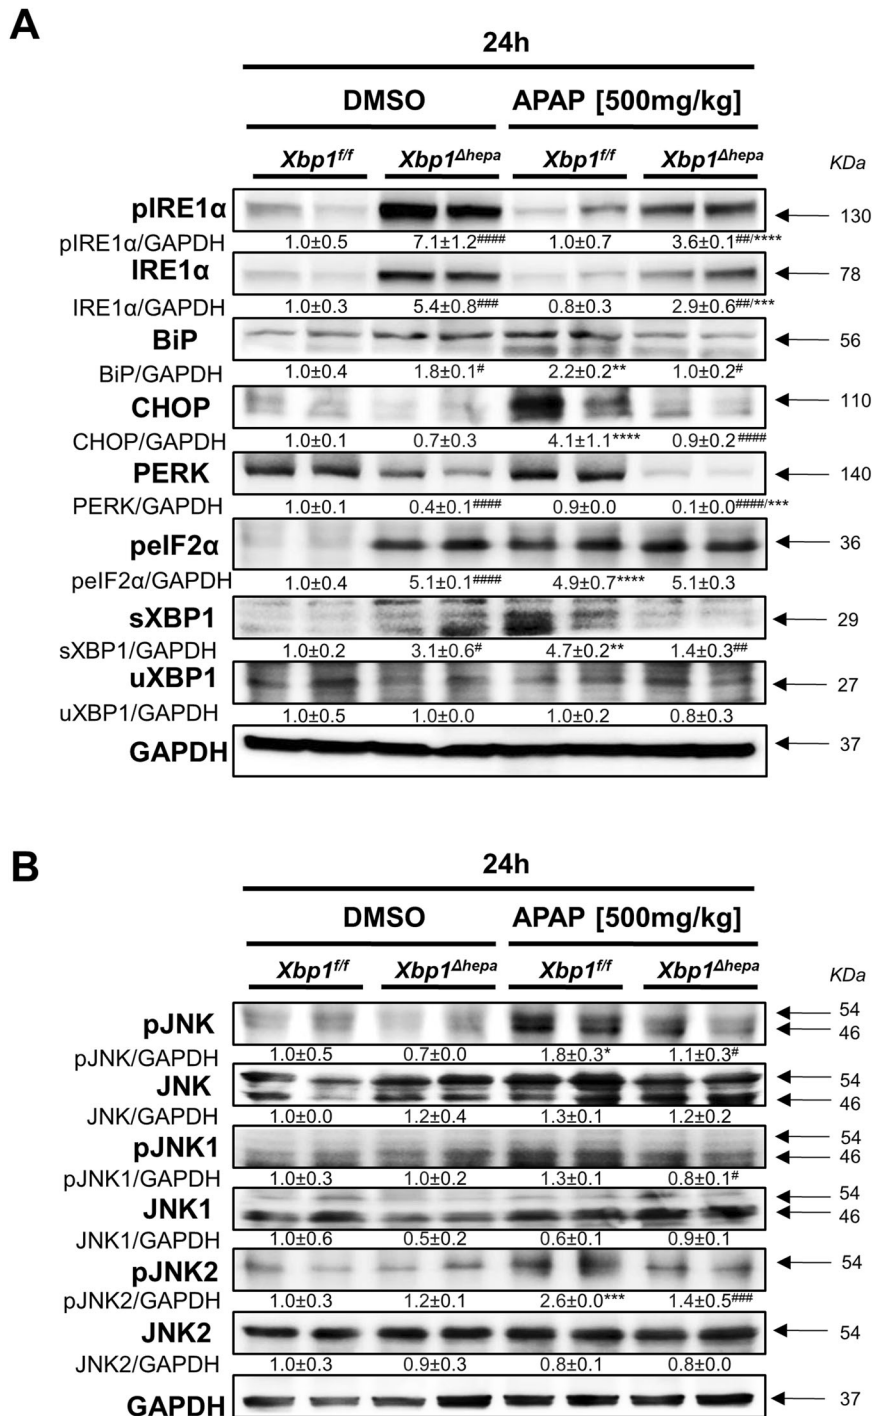 A
24h
DMSO APAP [500mg/kg]
Xbp1f/f Xbp1Δhepa Xbp1f/f Xbp1Δhepa KDa
pIRE1α 130
pIRE1α/GAPDH 1.0±0.5 7.1±1.2#### 1.0±0.7 3.6±0.1##/****
IRE1α 78
IRE1α/GAPDH 1.0±0.3 5.4±0.8### 0.8±0.3 2.9±0.6##/***
BiP 56
BiP/GAPDH 1.0±0.4 1.8±0.1# 2.2±0.2** 1.0±0.2#
CHOP 110
CHOP/GAPDH 1.0±0.1 0.7±0.3 4.1±1.1**** 0.9±0.2####
PERK 140
PERK/GAPDH 1.0±0.1 0.4±0.1#### 0.9±0.0 0.1±0.0####/***
peIF2α 36
peIF2α/GAPDH 1.0±0.4 5.1±0.1#### 4.9±0.7**** 5.1±0.3
sXBP1 29
sXBP1/GAPDH 1.0±0.2 3.1±0.6# 4.7±0.2** 1.4±0.3##
uXBP1 27
uXBP1/GAPDH 1.0±0.5 1.0±0.0 1.0±0.2 0.8±0.3
GAPDH 37
B
24h
DMSO APAP [500mg/kg]
Xbp1f/f Xbp1Δhepa Xbp1f/f Xbp1Δhepa KDa
pJNK 54
46
pJNK/GAPDH 1.0±0.5 0.7±0.0 1.8±0.3* 1.1±0.3#
JNK 54
46
JNK/GAPDH 1.0±0.0 1.2±0.4 1.3±0.1 1.2±0.2
pJNK1 54
46
pJNK1/GAPDH 1.0±0.3 1.0±0.2 1.3±0.1 0.8±0.1#
JNK1 54
46
JNK1/GAPDH 1.0±0.6 0.5±0.2 0.6±0.1 0.9±0.1
pJNK2 54
pJNK2/GAPDH 1.0±0.3 1.2±0.1 2.6±0.0*** 1.4±0.5###
JNK2 54
JNK2/GAPDH 1.0±0.3 0.9±0.3 0.8±0.1 0.8±0.0
GAPDH 37